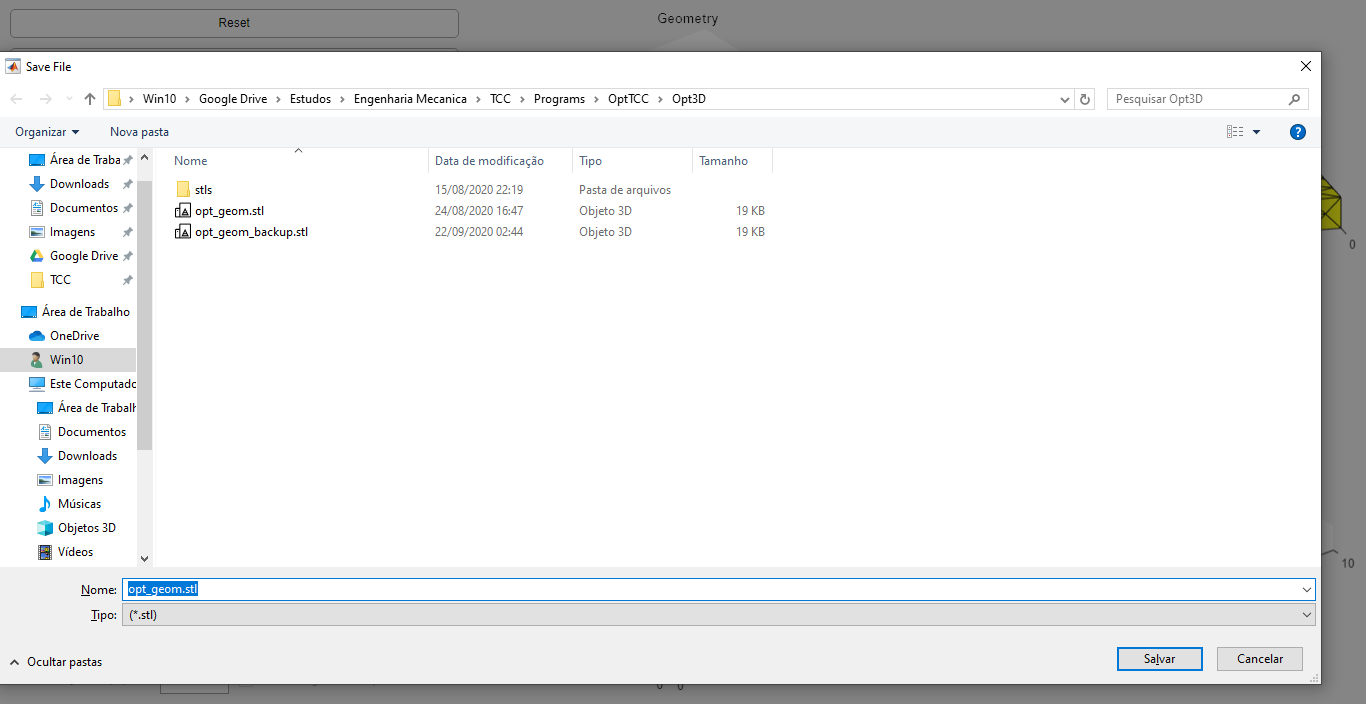 Reset
Geometry
Save File
Win10 › Google Drive › Estudos › Engenharia Mecanica › TCC › Programs › OptTCC › Opt3D
Pesquisar Opt3D
Organizar
Nova pasta
?
Área de Traba
Downloads
Documentos
Imagens
Google Drive
TCC
Área de Trabalho
OneDrive
Win10
Este Computado
Área de Trabalh
Documentos
Downloads
Imagens
Músicas
Objetos 3D
Vídeos
Nome Data de modificação Tipo Tamanho
stls 15/08/2020 22:19 Pasta de arquivos
opt_geom.stl 24/08/2020 16:47 Objeto 3D 19 KB
opt_geom_backup.stl 22/09/2020 02:44 Objeto 3D 19 KB
0
10
Nome: opt_geom.stl
Tipo: (*.stl)
Ocultar pastas
Salvar
Cancelar
0 0